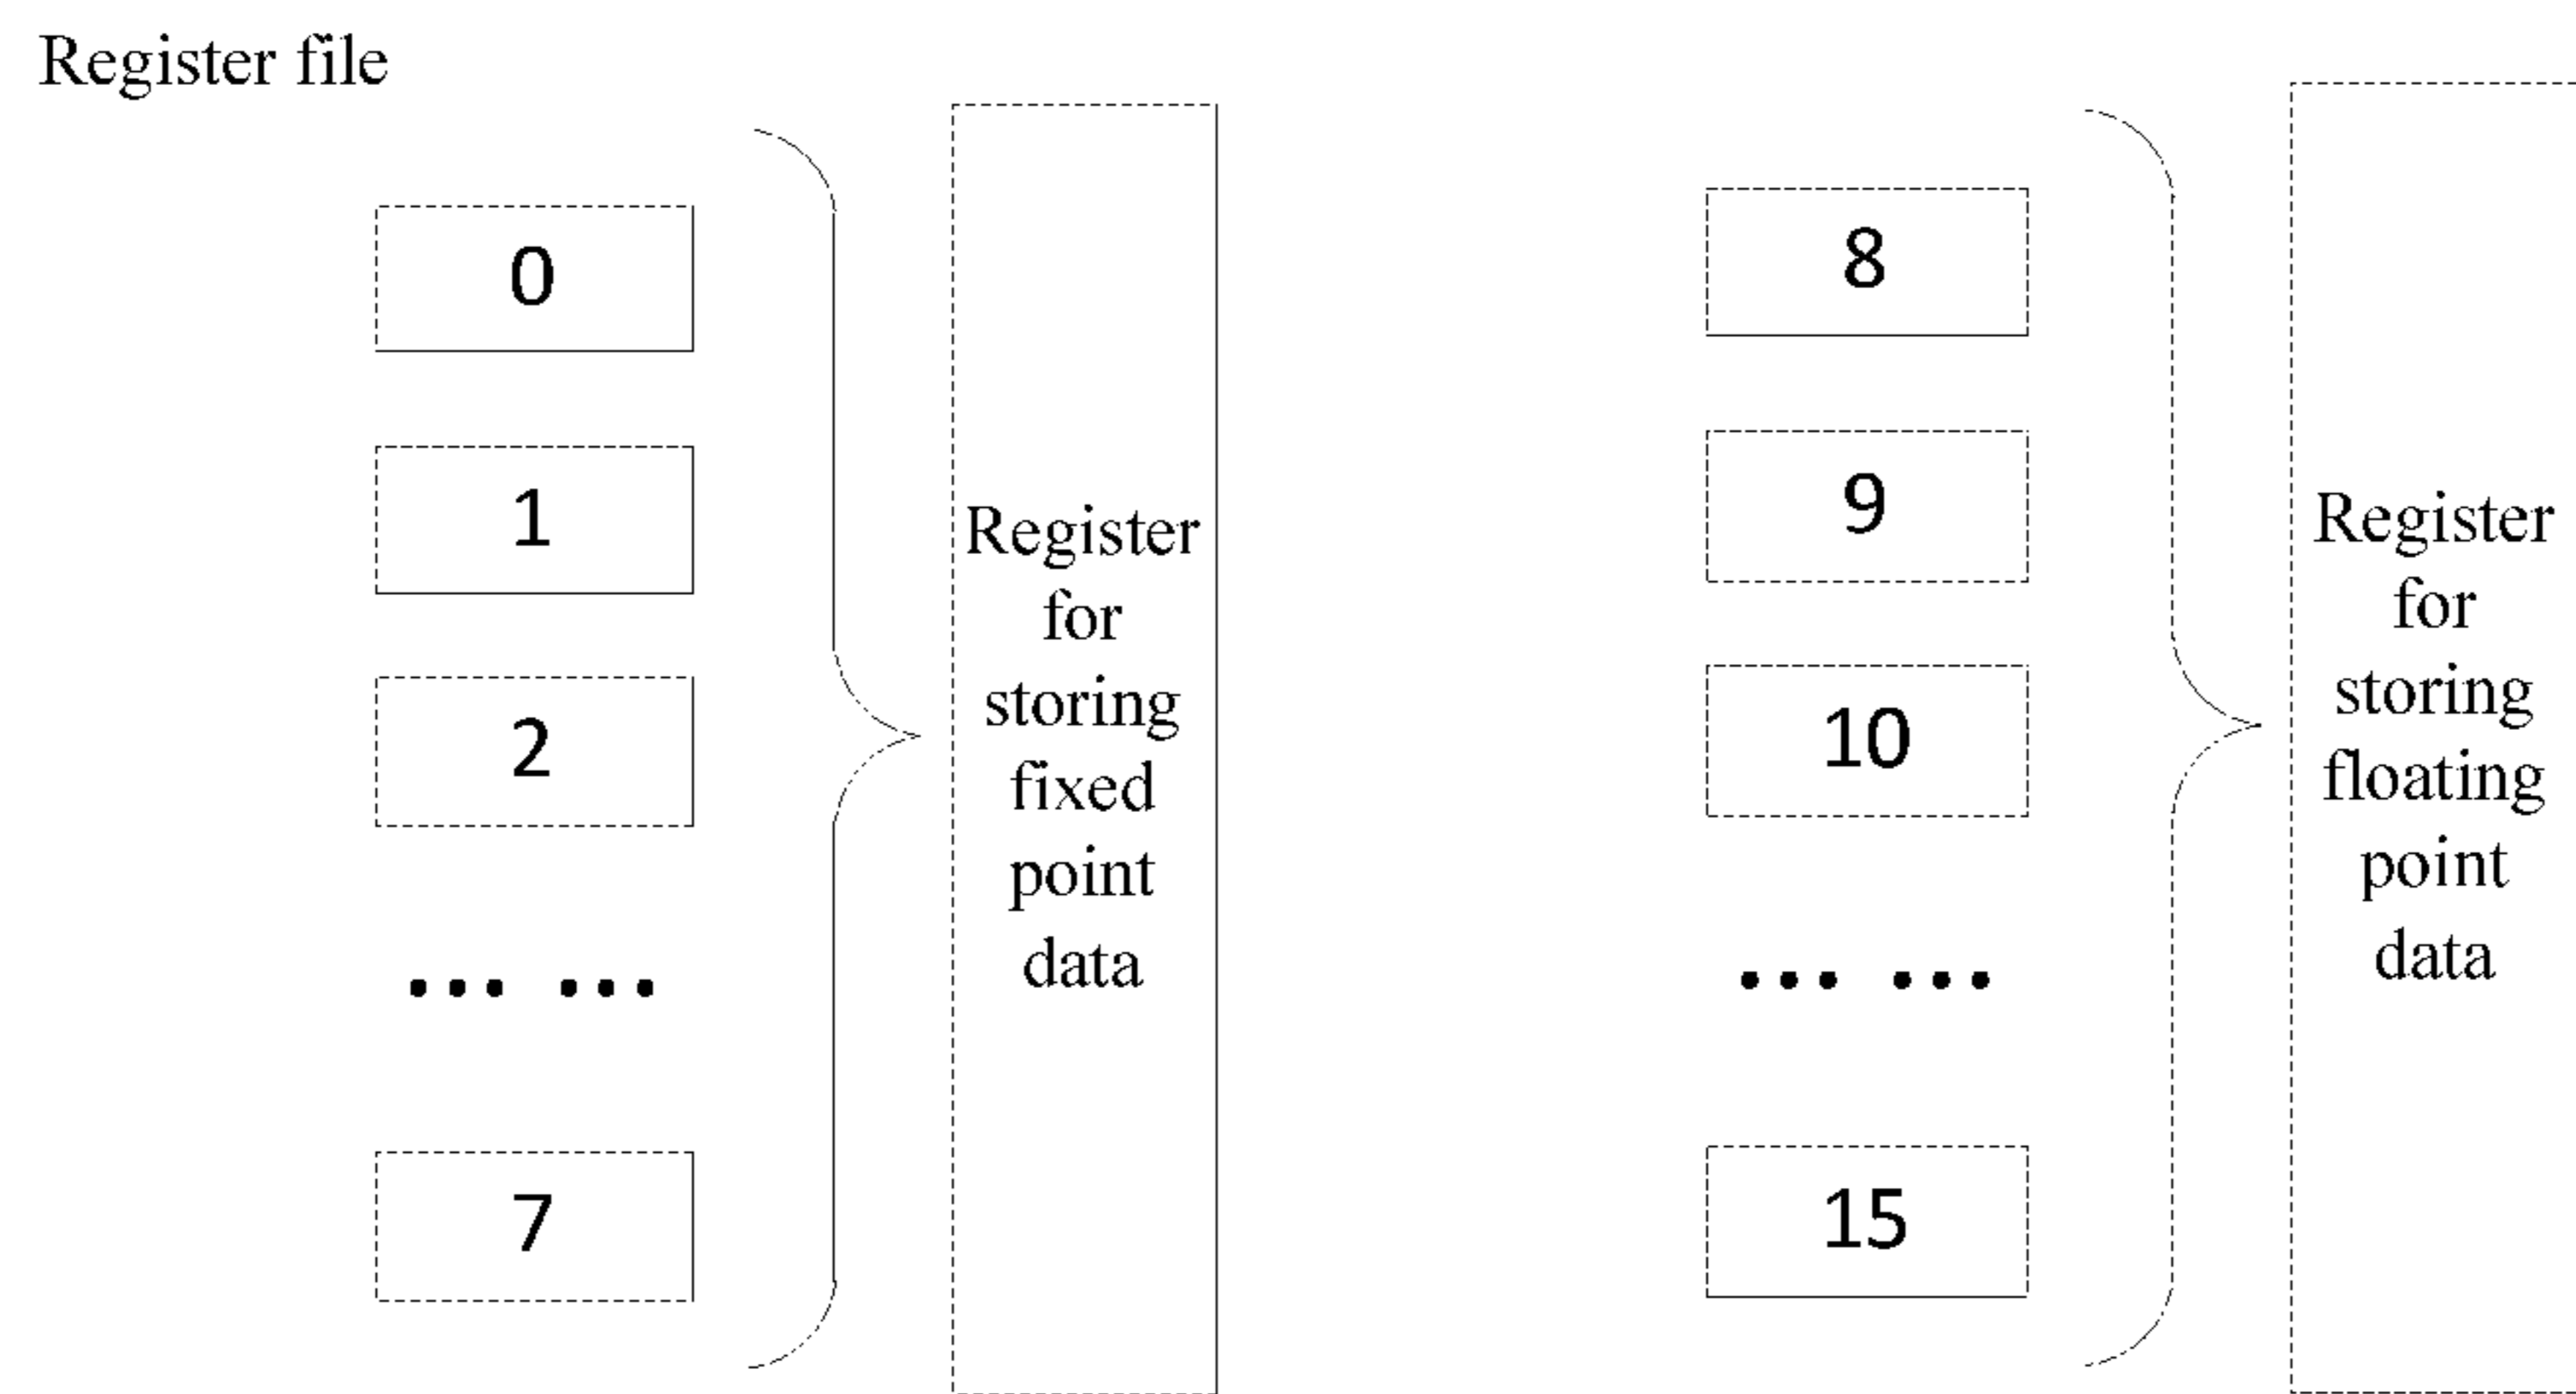 Register file
0
1
2
... ...
7
Register
for
storing
fixed
point
data
8
9
10
... ...
15
Register
for
storing
floating
point
data